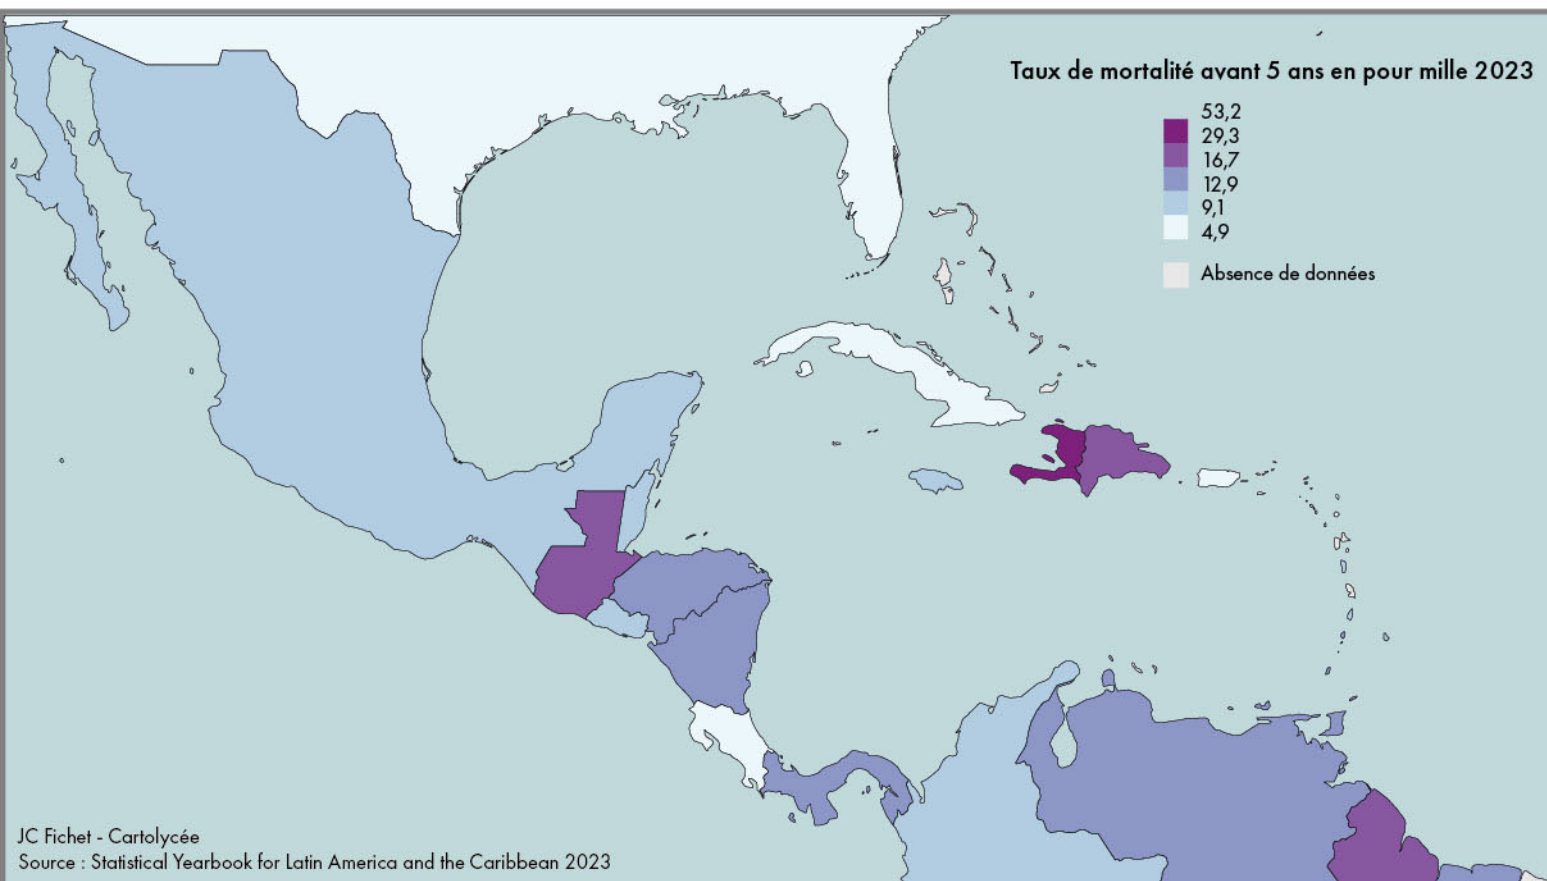 Taux de mortalité avant 5 ans en pour mille 2023
53,2
29,3
16,7
12,9
9,1
4,9
Absence de données
JC Fichet - Cartolycée
Source : Statistical Yearbook for Latin America and the Caribbean 2023